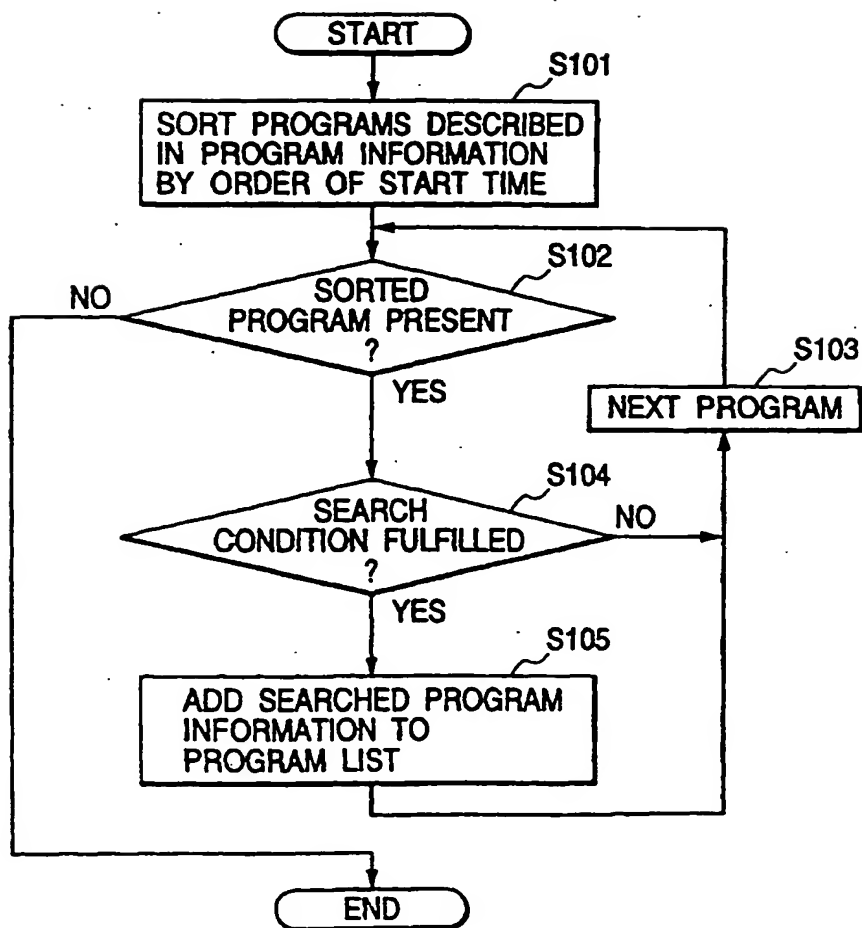 START
S101
SORT PROGRAMS DESCRIBED
IN PROGRAM INFORMATION
BY ORDER OF START TIME
S102
NO
SORTED
PROGRAM PRESENT
?
YES
S103
NEXT PROGRAM
S104
SEARCH
CONDITION FULFILLED
?
NO
YES
S105
ADD SEARCHED PROGRAM
INFORMATION TO
PROGRAM LIST
END